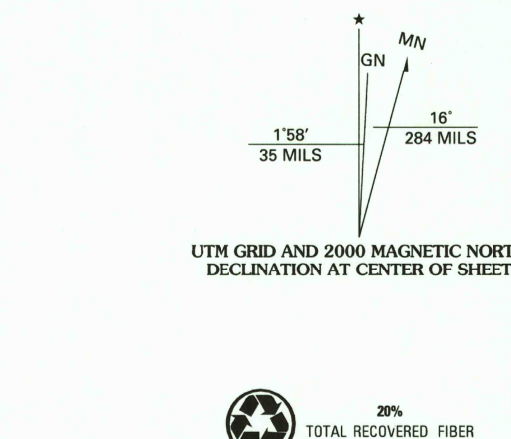 ★
MN
GN
16°
1°58′
284 MILS
35 MILS
UTM GRID AND 2000 MAGNETIC NORT
DECLINATION AT CENTER OF SHEET
20%
TOTAL RECOVERED FIBER